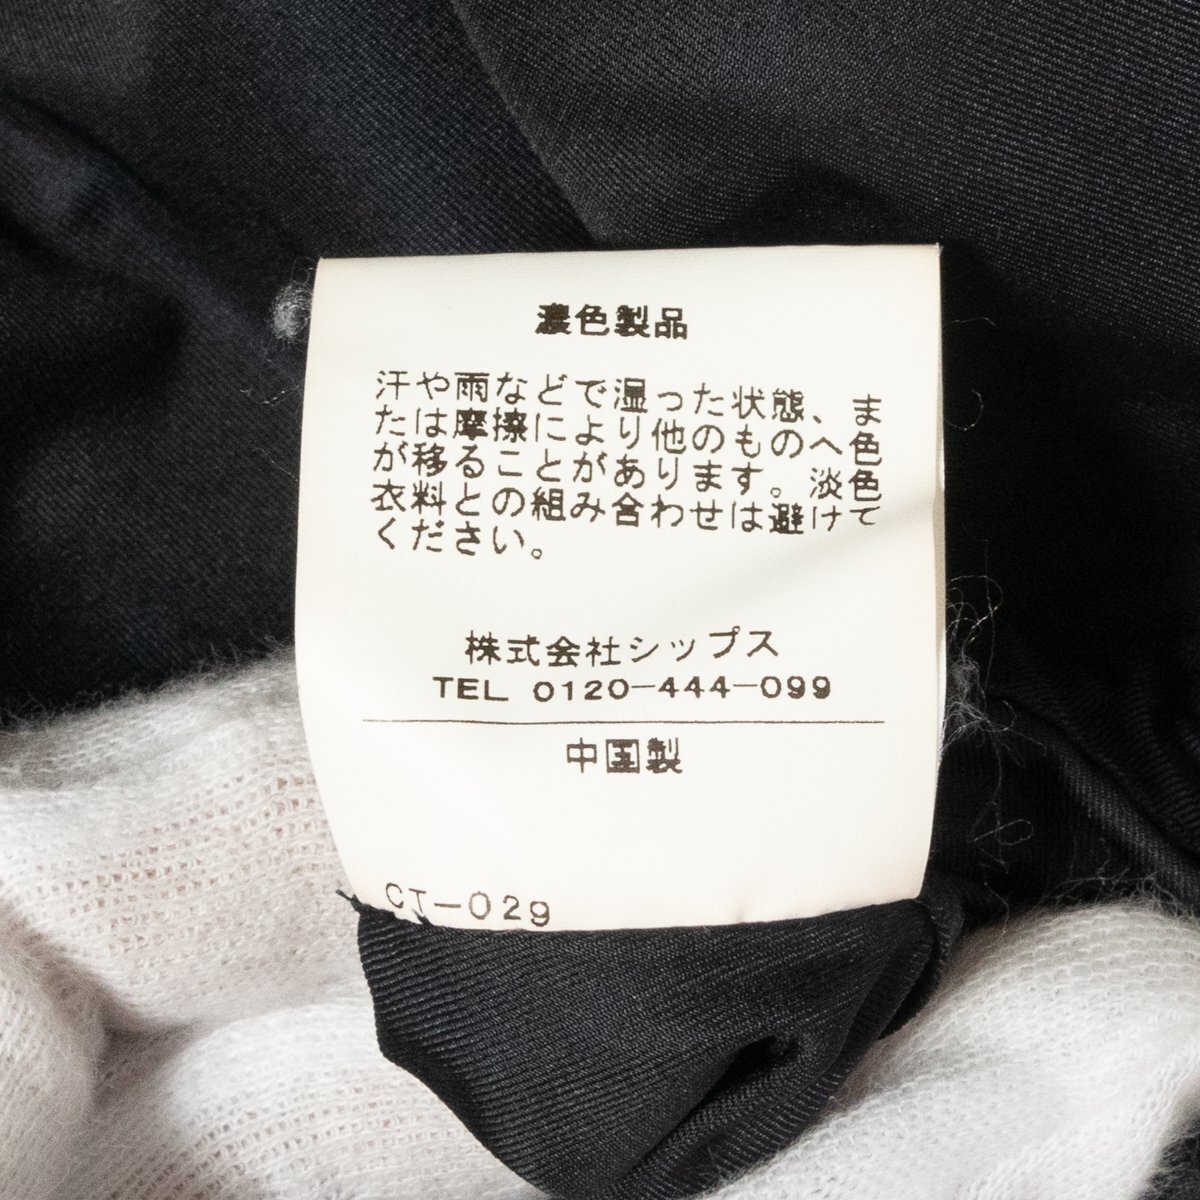 濃色製品
汗や雨などで湿った状態、ま
たは摩擦により他のものへ色
が移ることがあります。淡色
衣料との組み合わせは避けて
ください。
株式会社シップス
TEL 0120-444-099
中国製
CT-029